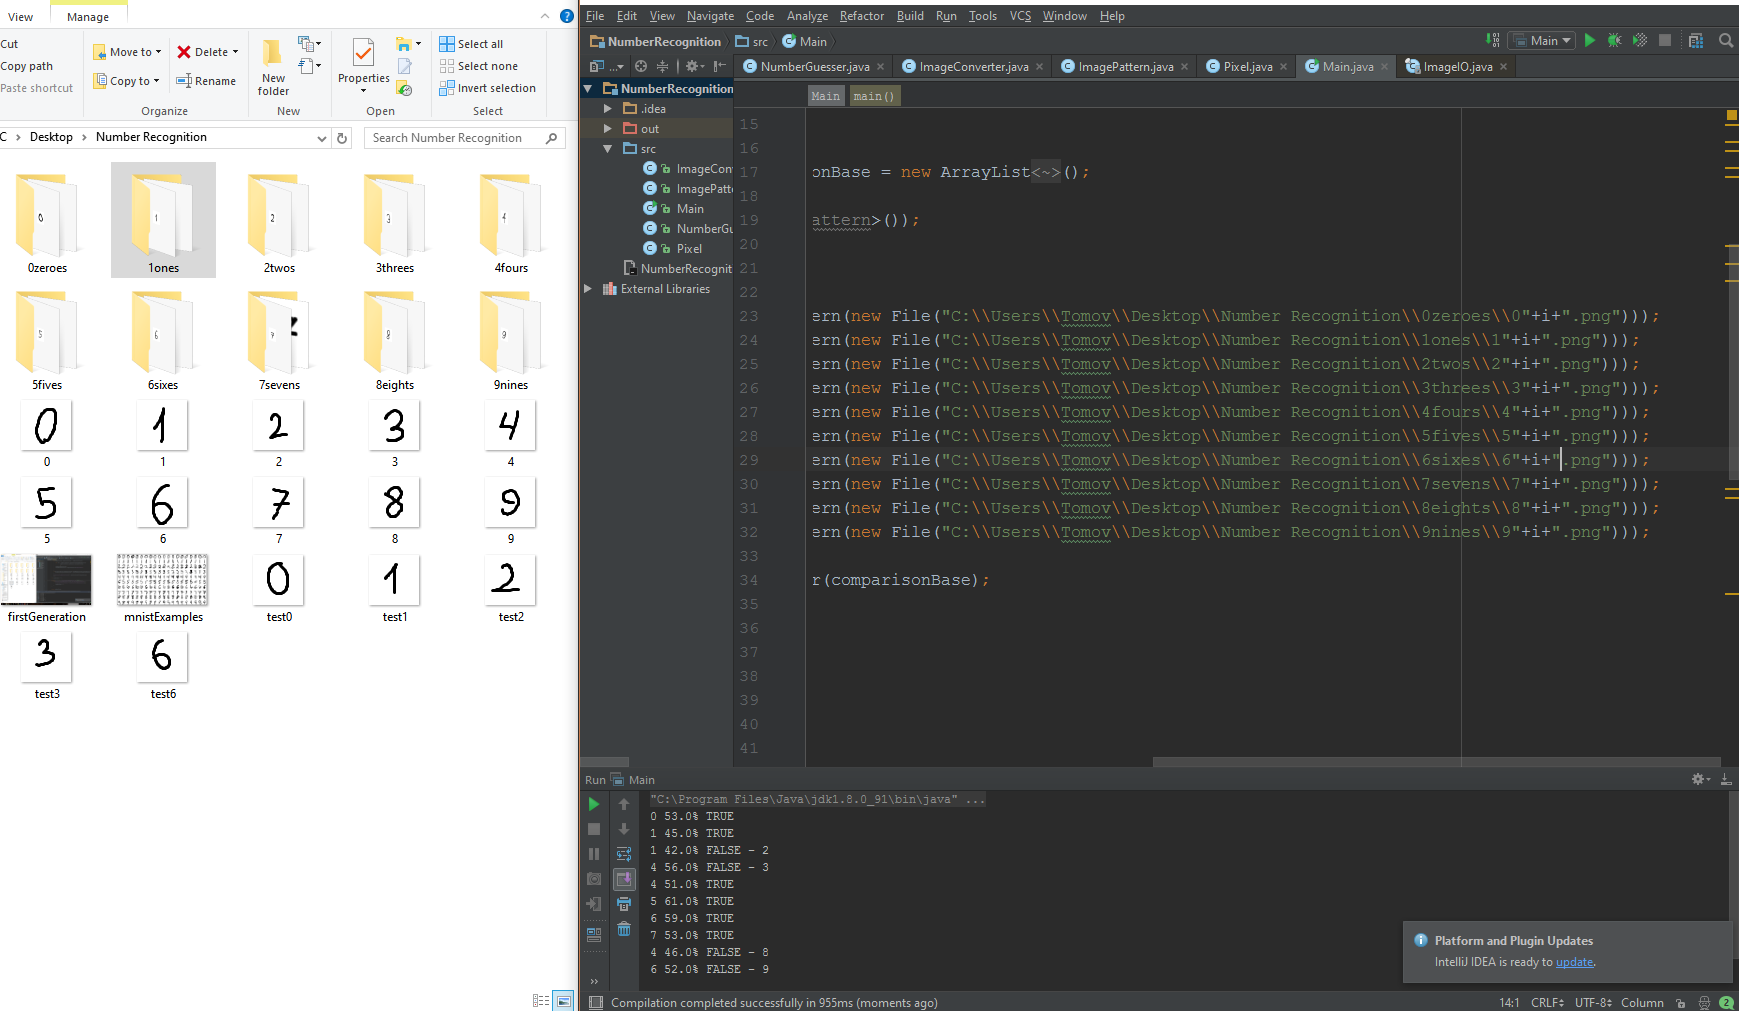 View Manage
Cut
Copy path
Paste shortcut
Move to
Copy to
Delete
Rename
Organize
New folder
New
Properties
Open
Select all
Select none
Invert selection
Select
C > Desktop > Number Recognition
Search Number Recognition
0zeroes 1ones 2twos 3threes 4fours
5fives 6sixes 7sevens 8eights 9nines
0 1 2 3 4
0 1 2 3 4
5 6 7 8 9
5 6 7 8 9
0 1 2
firstGeneration mnistExamples test0 test1 test2
3 6
test3 test6
File Edit View Navigate Code Analyze Refactor Build Run Tools VCS Window Help
NumberRecognition src Main
Main
NumberGuesser.java ImageConverter.java ImagePattern.java Pixel.java Main.java ImageIO.java
NumberRecognition
.idea
out
src
ImageCon
ImagePatt
Main
NumberGu
Pixel
NumberRecognit
External Libraries
Main main()
15
16
17 onBase = new ArrayList<~>();
18
19 attern>());
20
21
22
23 ern(new File("C:\\Users\\Tomov\\Desktop\\Number Recognition\\0zeroes\\0"+i+".png")));
24 ern(new File("C:\\Users\\Tomov\\Desktop\\Number Recognition\\1ones\\1"+i+".png")));
25 ern(new File("C:\\Users\\Tomov\\Desktop\\Number Recognition\\2twos\\2"+i+".png")));
26 ern(new File("C:\\Users\\Tomov\\Desktop\\Number Recognition\\3threes\\3"+i+".png")));
27 ern(new File("C:\\Users\\Tomov\\Desktop\\Number Recognition\\4fours\\4"+i+".png")));
28 ern(new File("C:\\Users\\Tomov\\Desktop\\Number Recognition\\5fives\\5"+i+".png")));
29 ern(new File("C:\\Users\\Tomov\\Desktop\\Number Recognition\\6sixes\\6"+i+".png")));
30 ern(new File("C:\\Users\\Tomov\\Desktop\\Number Recognition\\7sevens\\7"+i+".png")));
31 ern(new File("C:\\Users\\Tomov\\Desktop\\Number Recognition\\8eights\\8"+i+".png")));
32 ern(new File("C:\\Users\\Tomov\\Desktop\\Number Recognition\\9nines\\9"+i+".png")));
33
34 r(comparisonBase);
35
36
37
38
39
40
41
Run Main
"C:\Program Files\Java\jdk1.8.0_91\bin\java" ...
0 53.0% TRUE
1 45.0% TRUE
1 42.0% FALSE - 2
4 56.0% FALSE - 3
4 51.0% TRUE
5 61.0% TRUE
6 59.0% TRUE
7 53.0% TRUE
4 46.0% FALSE - 8
6 52.0% FALSE - 9
Platform and Plugin Updates
IntelliJ IDEA is ready to update.
Compilation completed successfully in 955ms (moments ago)
14:1 CRLF UTF-8 Column 2